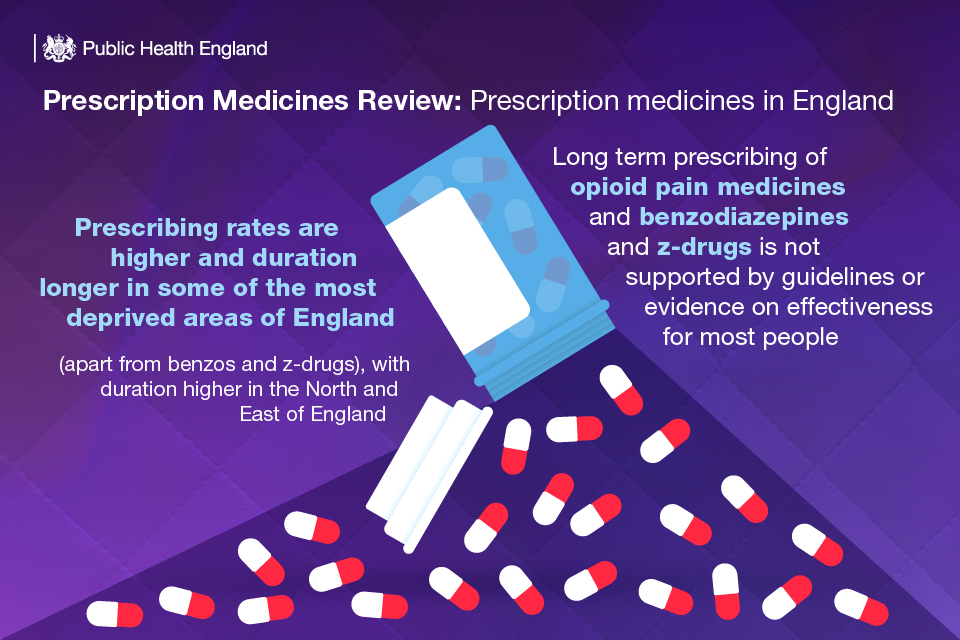 Public Health England
Prescription Medicines Review: Prescription medicines in England
Prescribing rates are
higher and duration
longer in some of the most
deprived areas of England
(apart from benzos and z-drugs), with
duration higher in the North and
East of England
Long term prescribing of
opioid pain medicines
and benzodiazepines
and z-drugs is not
supported by guidelines or
evidence on effectiveness
for most people